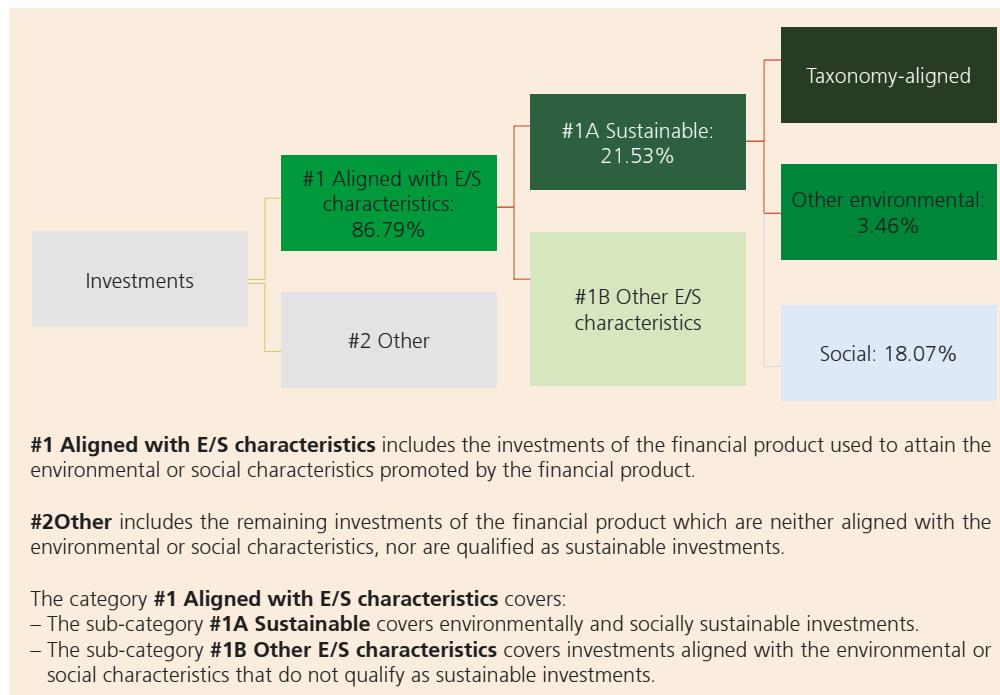 Taxonomy-aligned
#1A Sustainable:
21.53%
#1 Aligned with E/S
characteristics:
86.79%
Other environmental:
3.46%
Investments
#1B Other E/S
characteristics
#2 Other
Social: 18.07%
#1 Aligned with E/S characteristics includes the investments of the financial product used to attain the
environmental or social characteristics promoted by the financial product.
#2Other includes the remaining investments of the financial product which are neither aligned with the
environmental or social characteristics, nor are qualified as sustainable investments.
The category #1 Aligned with E/S characteristics covers:
– The sub-category #1A Sustainable covers environmentally and socially sustainable investments.
– The sub-category #1B Other E/S characteristics covers investments aligned with the environmental or
social characteristics that do not qualify as sustainable investments.